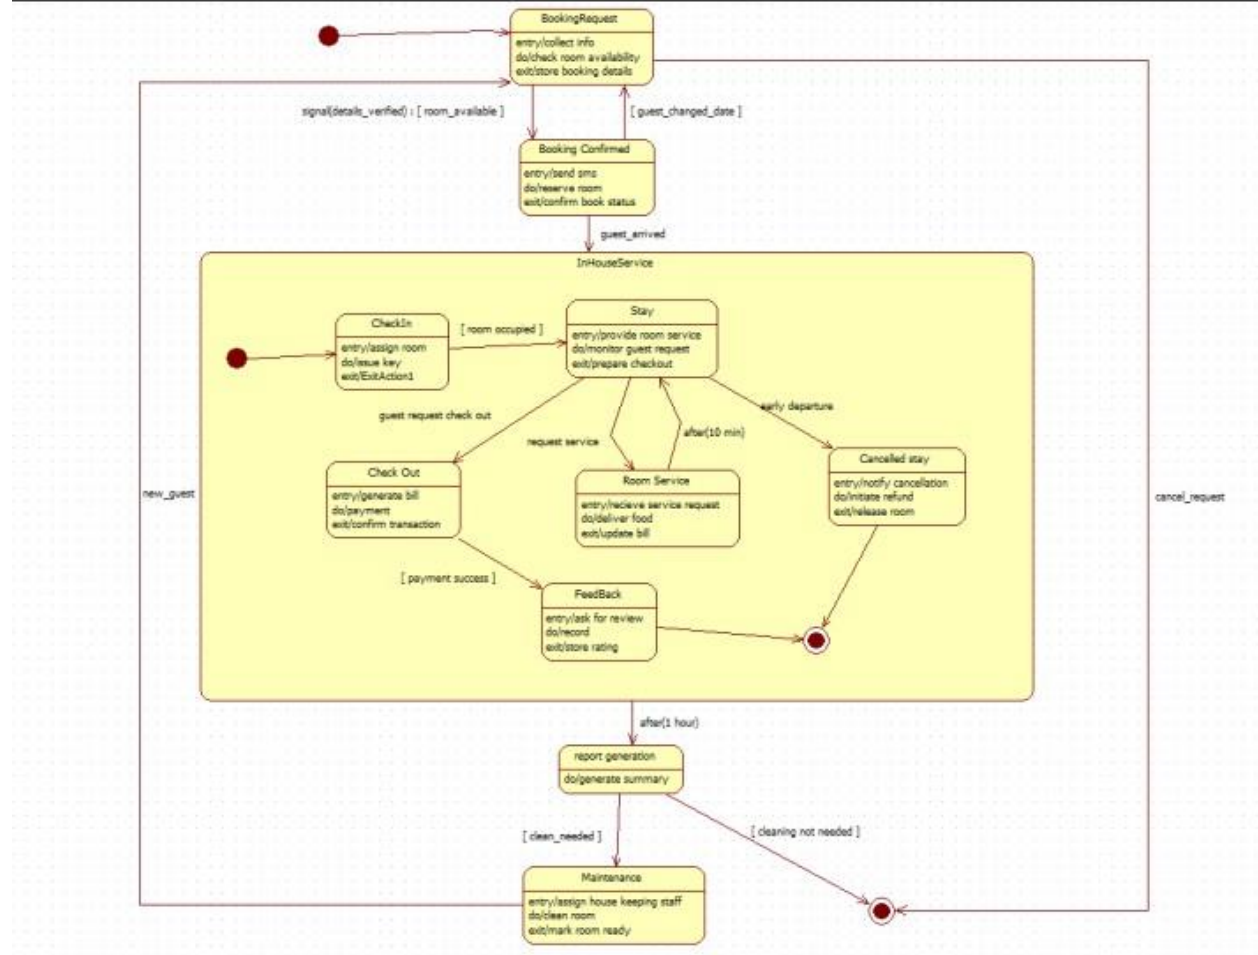 BookingRequest
entry/collect info
do/check room availability
exit/store booking details
signal(details_verified) : [ room_available ]
[ guest_changed_date ]
Booking Confirmed
entry/send sms
do/reserve room
exit/confirm book status
guest_arrived
InHouseService
CheckIn
entry/assign room
do/issue key
exit/ExitAction1
[ room occupied ]
Stay
entry/provide room service
do/monitor guest request
exit/prepare checkout
guest request check out
request service
after(10 min)
early departure
Check Out
entry/generate bill
do/payment
exit/confirm transaction
Room Service
entry/recieve service request
do/deliver food
exit/update bill
Cancelled stay
entry/notify cancellation
do/initiate refund
exit/release room
new_guest
cancel_request
[ payment success ]
FeedBack
entry/ask for review
do/record
exit/store rating
after(1 hour)
report generation
do/generate summary
[ clean_needed ]
[ cleaning not needed ]
Maintenance
entry/assign house keeping staff
do/clean room
exit/mark room ready